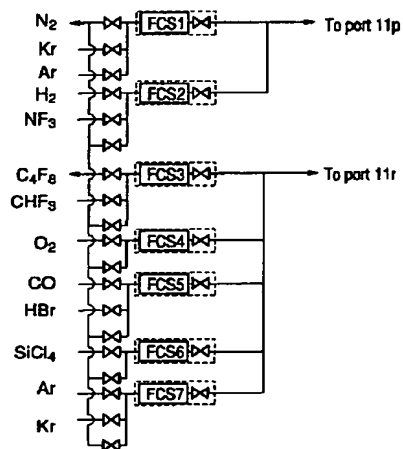 N2 FCS1 To port 11p
Kr
Ar
H2 FCS2
NF3
C4F8 FCS3 To port 11r
CHF3
O2 FCS4
CO FCS5
HBr
SiCl4 FCS6
Ar FCS7
Kr